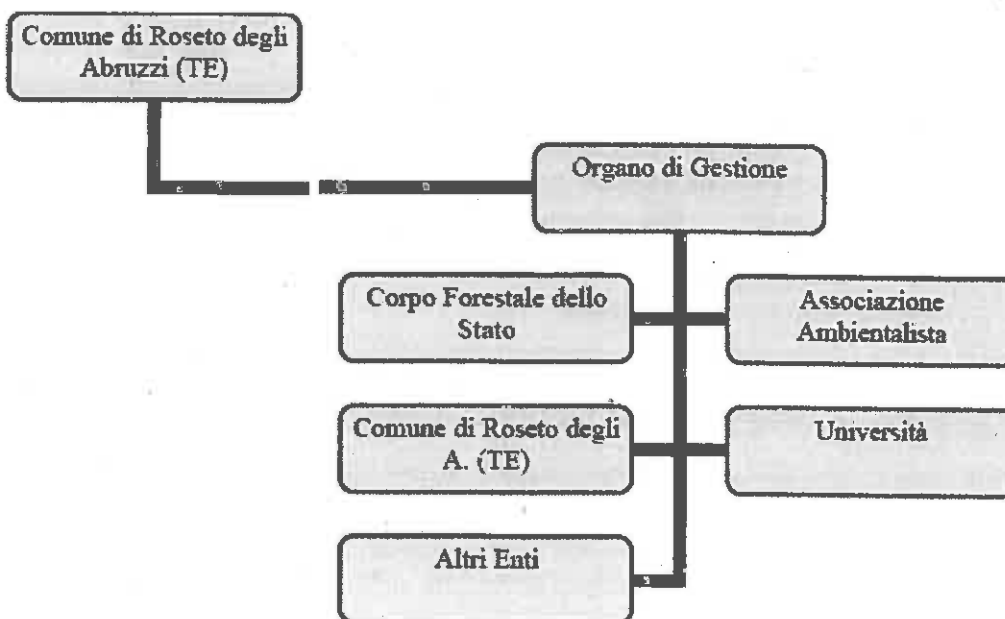 Comune di Roseto degli
Abruzzi (TE)
Organo di Gestione
Corpo Forestale dello
Stato
Associazione
Ambientalista
Comune di Roseto degli
A. (TE)
Università
Altri Enti